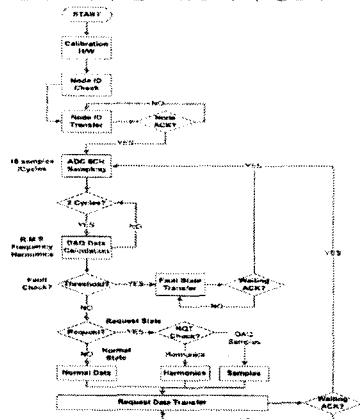 START
Calibration
H/W
Node ID
Check
NO
Node ID
Transfer
Node
ACK?
YES
16 samples
/Cycles
ADC 8CH
Sampling
YES
2 Cycles?
YES
NO
YES
R.M.S
Frequency
Harmonics
DAQ Data
Calculation
Fault
Check?
Threshold?
YES
Fault State
Transfer
Waiting
ACK?
NO
NO
Request State
Request?
YES
Check?
DAQ
Samples
NO
Normal
State
Harmonics
Normal Data
Harmonics
Samples
Request Data Transfer
Waiting
ACK?